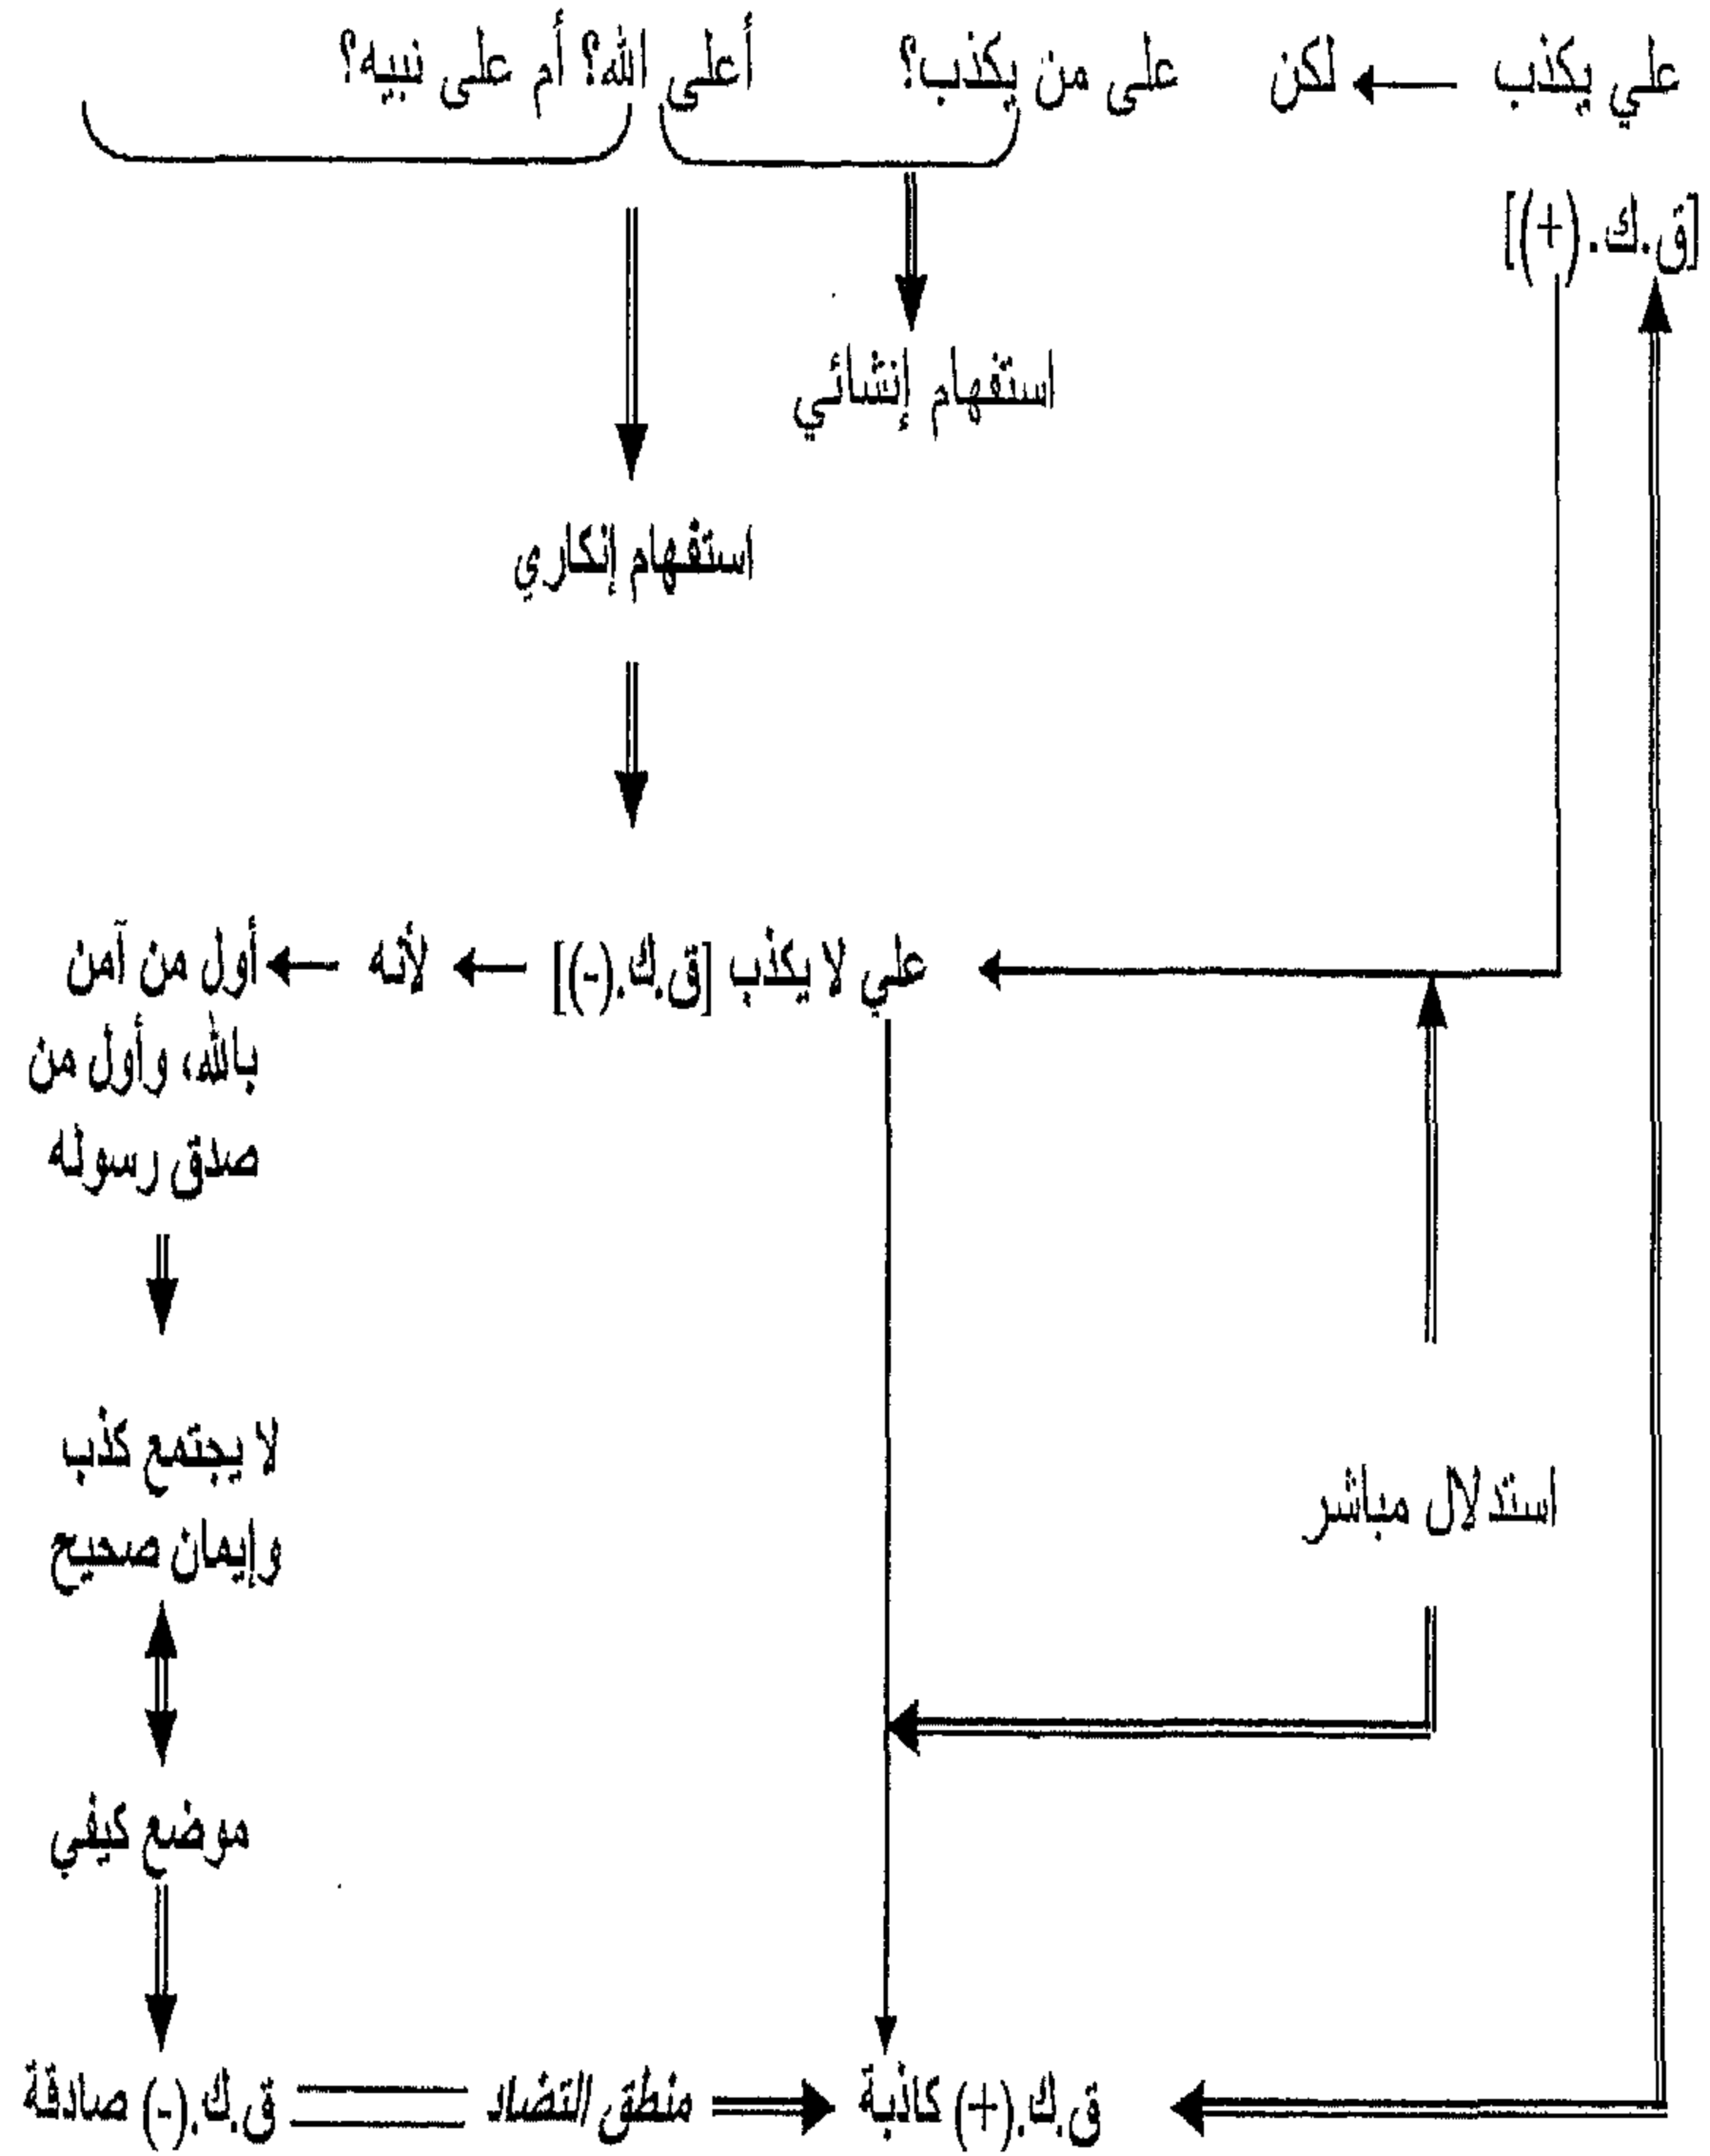 علي يكذب ← لكن على من يكذب؟ أعلى الله؟ أم على نبيه؟
[ق.ك.(+)]
استفهام إنشائي
استفهام إنكاري
علي لا يكذب [ق.ك.(-)] ← لأنه ← أول من آمن
بالله، وأول من
صدق رسوله
لا يجتمع كذب
وإيمان صحيح
استدلال مباشر
موضع كيفي
ق.ك.(+) كاذبة
منطق التضاد
ق.ك.(-) صادقة